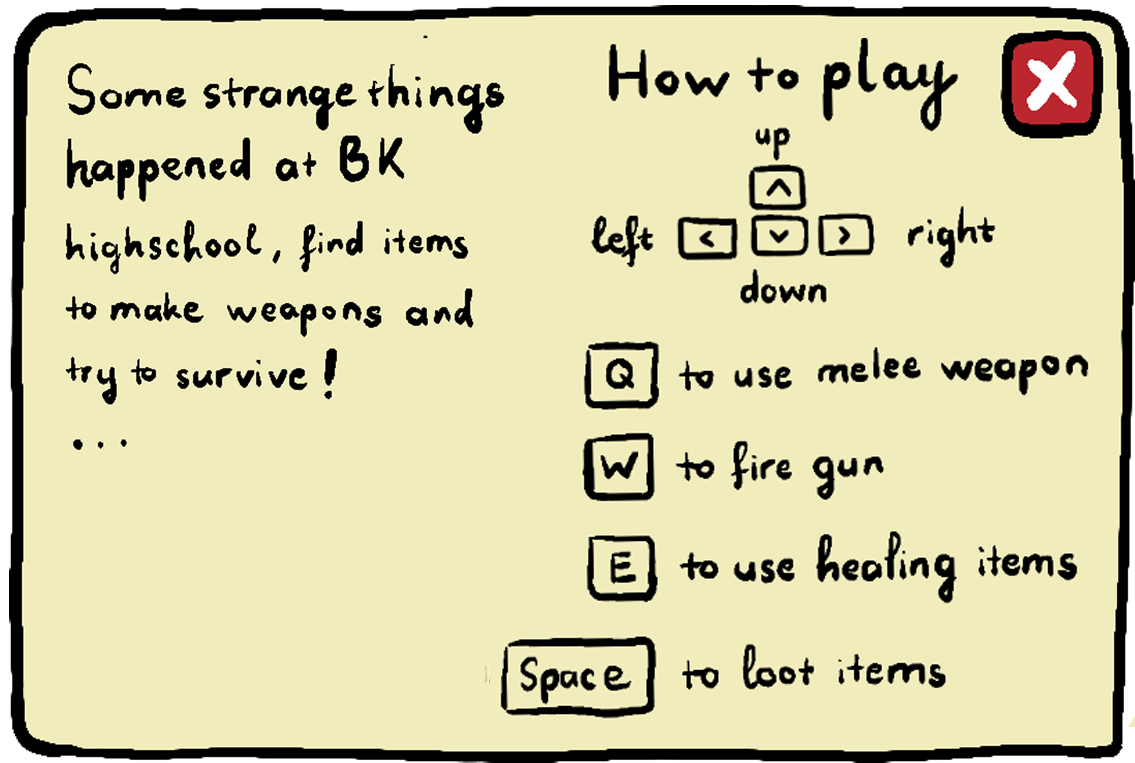 Some strange things
happened at BK
highschool, find items
to make weapons and
try to survive!
...
How to play
up
left < ^ v > right
down
Q to use melee weapon
W to fire gun
E to use healing items
Space to loot items
X